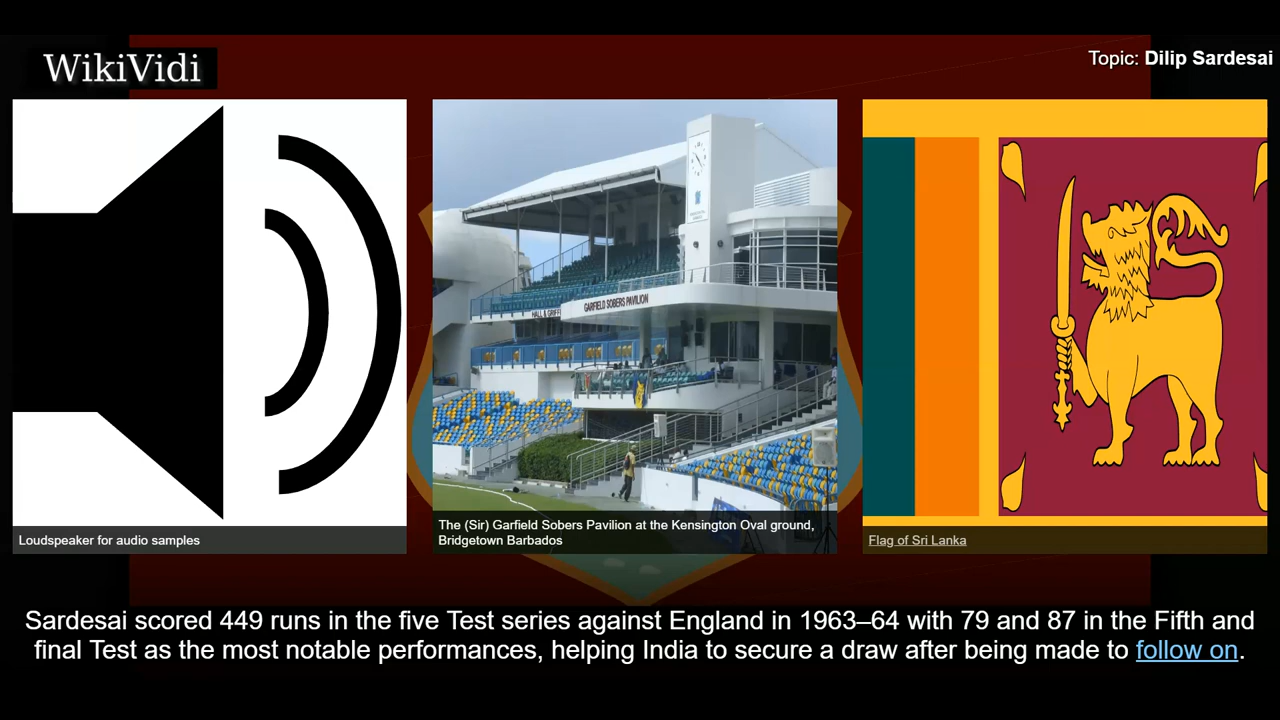 WikiVidi
Topic: Dilip Sardesai
GARFIELD SOBERS PAVILION
HALL & GRIFF
Loudspeaker for audio samples
The (Sir) Garfield Sobers Pavilion at the Kensington Oval ground,
Bridgetown Barbados
Flag of Sri Lanka
Sardesai scored 449 runs in the five Test series against England in 1963–64 with 79 and 87 in the Fifth and
final Test as the most notable performances, helping India to secure a draw after being made to follow on.